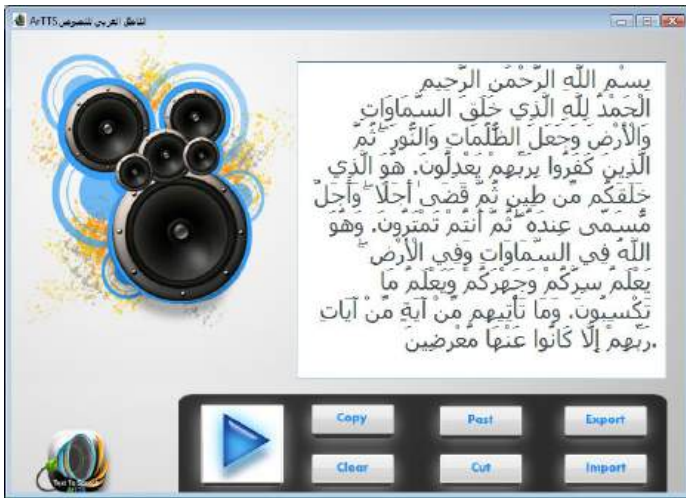 ArTTS الناطق العربي للنصوص
بِسْمِ اللَّهِ الرَّحْمَٰنِ الرَّحِيمِ
الْحَمْدُ لِلَّهِ الَّذِي خَلَقَ السَّمَاوَاتِ
وَالْأَرْضَ وَجَعَلَ الظُّلُمَاتِ وَالنُّورَ ۖ ثُمَّ
الَّذِينَ كَفَرُوا بِرَبِّهِمْ يَعْدِلُونَ. هُوَ الَّذِي
خَلَقَكُم مِّن طِينٍ ثُمَّ قَضَىٰ أَجَلًا ۖ وَأَجَلٌ
مُّسَمًّى عِندَهُ ۖ ثُمَّ أَنتُمْ تَمْتَرُونَ. وَهُوَ
اللَّهُ فِي السَّمَاوَاتِ وَفِي الْأَرْضِ ۖ
يَعْلَمُ سِرَّكُمْ وَجَهْرَكُمْ وَيَعْلَمُ مَا
تَكْسِبُونَ. وَمَا تَأْتِيهِم مِّنْ آيَةٍ مِّنْ آيَاتِ
رَبِّهِمْ إِلَّا كَانُوا عَنْهَا مُعْرِضِينَ.
Copy Past Export
Clear Cut Import
Text To Speech